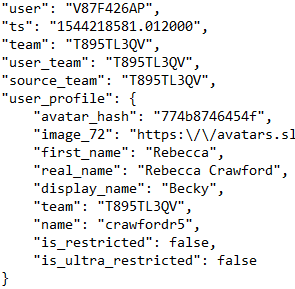 "user": "V87F426AP",
"ts": "1544218581.012000",
"team": "T895TL3QV",
"user_team": "T895TL3QV",
"source_team": "T895TL3QV",
"user_profile": {
"avatar_hash": "774b8746454f",
"image_72": "https:\/\/avatars.sl
"first_name": "Rebecca",
"real_name": "Rebecca Crawford",
"display_name": "Becky",
"team": "T895TL3QV",
"name": "crawfordr5",
"is_restricted": false,
"is_ultra_restricted": false
}